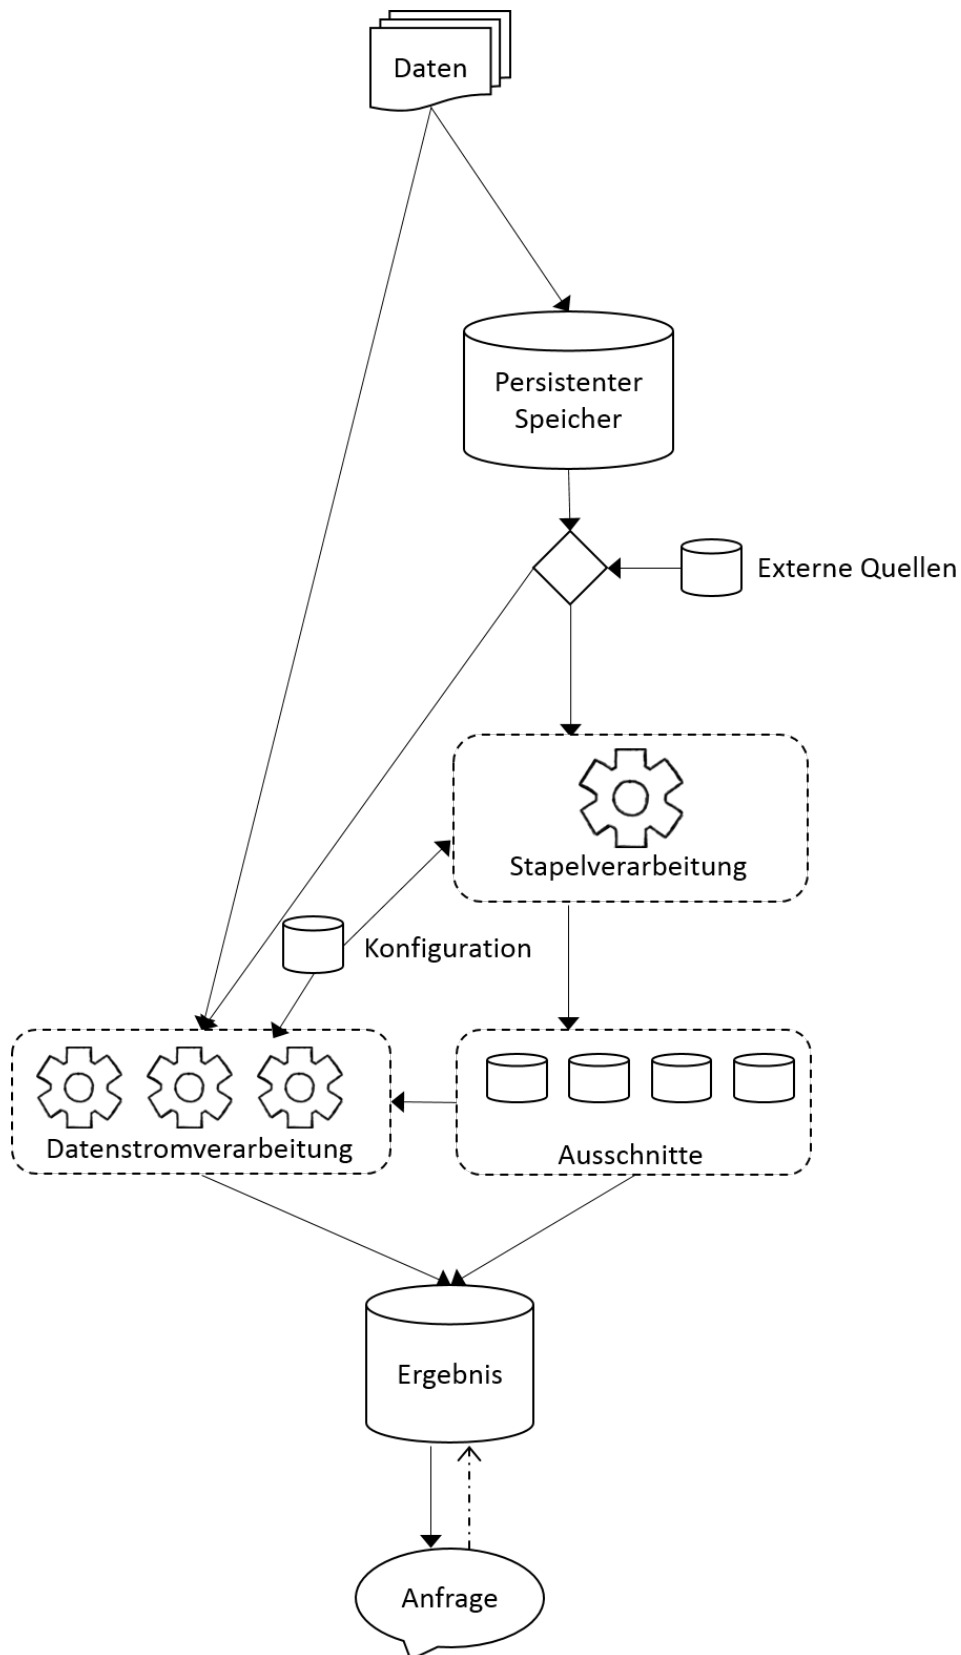 Daten
Persistenter
Speicher
Externe Quellen
Stapelverarbeitung
Konfiguration
Datenstromverarbeitung
Ausschnitte
Ergebnis
Anfrage